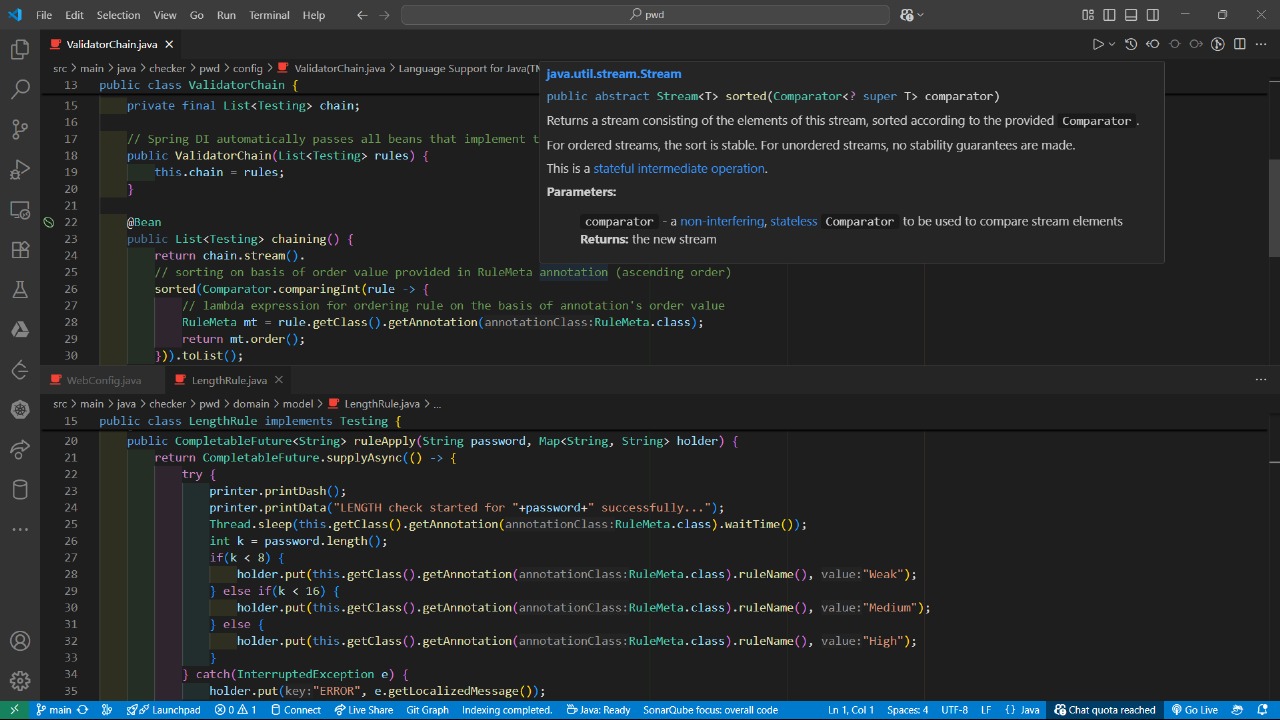 File Edit Selection View Go Run Terminal Help
pwd
ValidatorChain.java
src > main > java > checker > pwd > config > ValidatorChain.java > Language Support for Java(TM
13 public class ValidatorChain {
15 private final List<Testing> chain;
16
17 // Spring DI automatically passes all beans that implement t
18 public ValidatorChain(List<Testing> rules) {
19 this.chain = rules;
20 }
21
22 @Bean
23 public List<Testing> chaining() {
24 return chain.stream().
25 // sorting on basis of order value provided in RuleMeta annotation (ascending order)
26 sorted(Comparator.comparingInt(rule -> {
27 // lambda expression for ordering rule on the basis of annotation's order value
28 RuleMeta mt = rule.getClass().getAnnotation(annotationClass:RuleMeta.class);
29 return mt.order();
30 })).toList();
java.util.stream.Stream
public abstract Stream<T> sorted(Comparator<? super T> comparator)
Returns a stream consisting of the elements of this stream, sorted according to the provided Comparator.
For ordered streams, the sort is stable. For unordered streams, no stability guarantees are made.
This is a stateful intermediate operation.
Parameters:
comparator - a non-interfering, stateless Comparator to be used to compare stream elements
Returns: the new stream
WebConfig.java LengthRule.java
src > main > java > checker > pwd > domain > model > LengthRule.java > ...
15 public class LengthRule implements Testing {
20 public CompletableFuture<String> ruleApply(String password, Map<String, String> holder) {
21 return CompletableFuture.supplyAsync(() -> {
22 try {
23 printer.printDash();
24 printer.printData("LENGTH check started for "+password+" successfully...");
25 Thread.sleep(this.getClass().getAnnotation(annotationClass:RuleMeta.class).waitTime());
26 int k = password.length();
27 if(k < 8) {
28 holder.put(this.getClass().getAnnotation(annotationClass:RuleMeta.class).ruleName(), value:"Weak");
29 } else if(k < 16) {
30 holder.put(this.getClass().getAnnotation(annotationClass:RuleMeta.class).ruleName(), value:"Medium");
31 } else {
32 holder.put(this.getClass().getAnnotation(annotationClass:RuleMeta.class).ruleName(), value:"High");
33 }
34 } catch(InterruptedException e) {
35 holder.put(key:"ERROR", e.getLocalizedMessage());
main Launchpad 0 1 Connect Live Share Git Graph Indexing completed. Java: Ready SonarQube focus: overall code Ln 1, Col 1 Spaces: 4 UTF-8 LF {} Java Chat quota reached Go Live